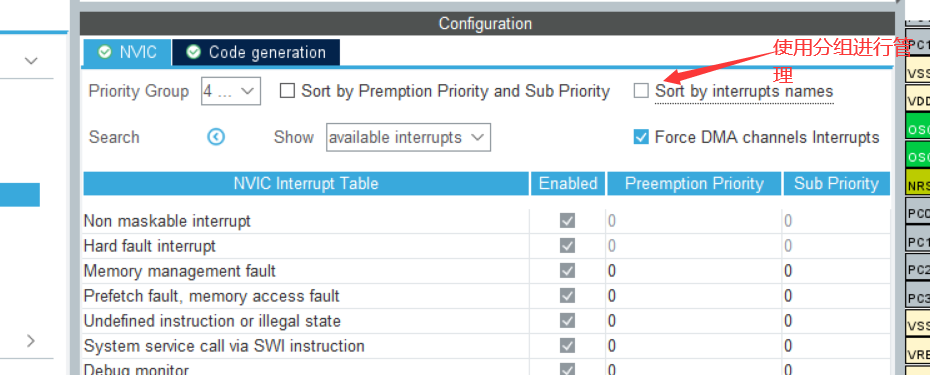 Configuration
NVIC
Code generation
使用分组进行管理
Priority Group
4 ...
Sort by Premption Priority and Sub Priority
Sort by interrupts names
Search
Show
available interrupts
Force DMA channels Interrupts
NVIC Interrupt Table
Enabled
Preemption Priority
Sub Priority
Non maskable interrupt
0
0
Hard fault interrupt
0
0
Memory management fault
0
0
Prefetch fault, memory access fault
0
0
Undefined instruction or illegal state
0
0
System service call via SWI instruction
0
0
Debug monitor
0
0
PC1
VSS
VDD
OSC
OSC
NRS
PC0
PC1
PC2
PC3
VSS
VRE